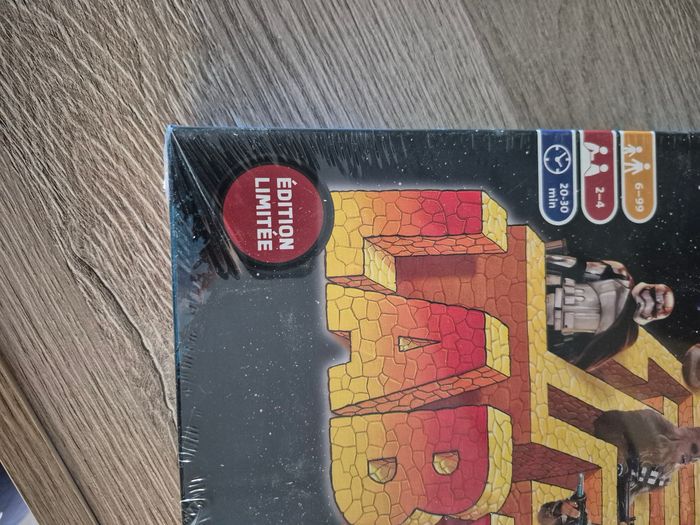 ÉDITION
LIMITÉE
LAB
20-30
min
2-4
6-99